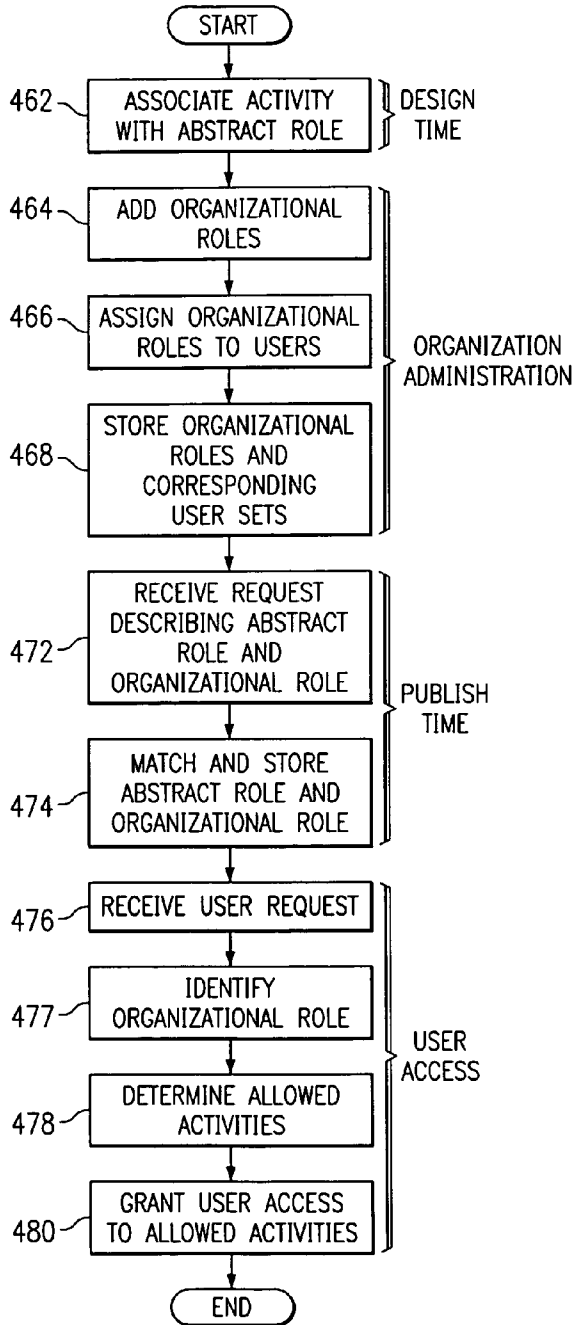 START
462
ASSOCIATE ACTIVITY
WITH ABSTRACT ROLE
DESIGN
TIME
464
ADD ORGANIZATIONAL
ROLES
466
ASSIGN ORGANIZATIONAL
ROLES TO USERS
ORGANIZATION
ADMINISTRATION
468
STORE ORGANIZATIONAL
ROLES AND
CORRESPONDING
USER SETS
472
RECEIVE REQUEST
DESCRIBING ABSTRACT
ROLE AND
ORGANIZATIONAL ROLE
PUBLISH
TIME
474
MATCH AND STORE
ABSTRACT ROLE AND
ORGANIZATIONAL ROLE
476
RECEIVE USER REQUEST
477
IDENTIFY
ORGANIZATIONAL ROLE
USER
ACCESS
478
DETERMINE ALLOWED
ACTIVITIES
480
GRANT USER ACCESS
TO ALLOWED ACTIVITIES
END